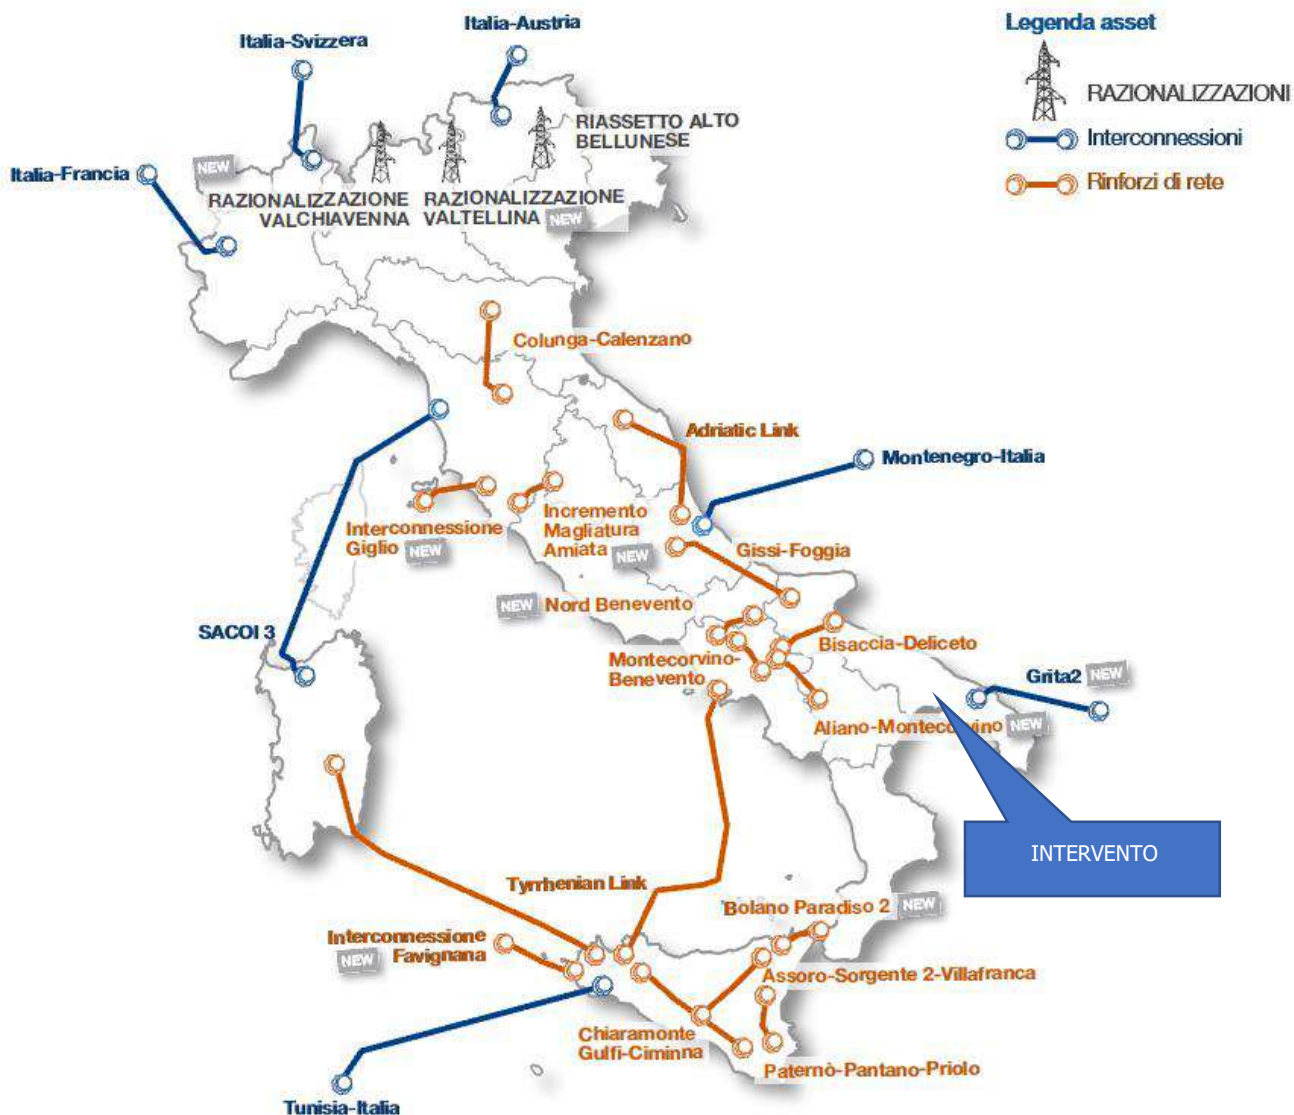 Italia-Austria
Italia-Svizzera
Legenda asset
RAZIONALIZZAZIONI
Interconnessioni
Rinforzi di rete
RIASSETTO ALTO
BELLUNESE
NEW
Italia-Francia
RAZIONALIZZAZIONE
VALCHIAVENNA
RAZIONALIZZAZIONE
VALTELLINA NEW
Colunga-Calenzano
Adriatic Link
Montenegro-Italia
Interconnessione
Giglio NEW
Incremento
Magliatura
Amiata NEW
Gissi-Foggia
NEW Nord Benevento
SACOI 3
Bisaccia-Deliceto
Montecorvino-
Benevento
Grita2 NEW
Aliano-Montecorvino NEW
INTERVENTO
Tyrrhenian Link
Bolano Paradiso 2 NEW
Interconnessione
NEW Favignana
Assoro-Sorgente 2-Villafranca
Chiaramonte
Gulfi-Ciminna
Paternò-Pantano-Priolo
Tunisia-Italia